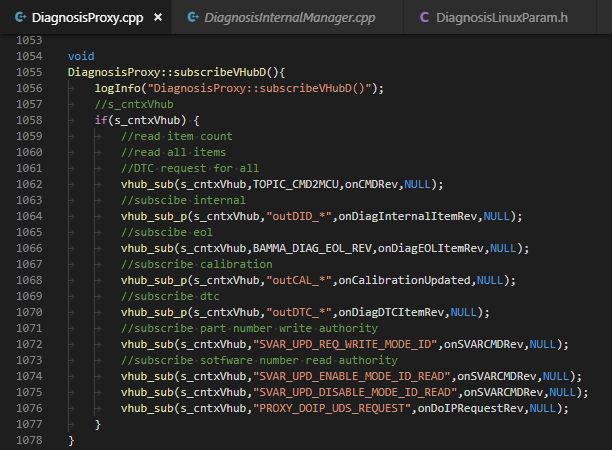 DiagnosisProxy.cpp × DiagnosisInternalManager.cpp C DiagnosisLinuxParam.h
1053
1054 void
1055 DiagnosisProxy::subscribeVHubD(){
1056 logInfo("DiagnosisProxy::subscribeVHubD()");
1057 //s_cntxVhub
1058 if(s_cntxVhub) {
1059 //read item count
1060 //read all items
1061 //DTC request for all
1062 vhub_sub(s_cntxVhub,TOPIC_CMD2MCU,onCMDRev,NULL);
1063 //subscibe internal
1064 vhub_sub_p(s_cntxVhub,"outDID_*",onDiagInternalItemRev,NULL);
1065 //subscibe eol
1066 vhub_sub(s_cntxVhub,BAMMA_DIAG_EOL_REV,onDiagEOLItemRev,NULL);
1067 //subscribe calibration
1068 vhub_sub_p(s_cntxVhub,"outCAL_*",onCalibrationUpdated,NULL);
1069 //subscribe dtc
1070 vhub_sub_p(s_cntxVhub,"outDTC_*",onDiagDTCItemRev,NULL);
1071 //subscribe part number write authority
1072 vhub_sub(s_cntxVhub,"SVAR_UPD_REQ_WRITE_MODE_ID",onSVARCMDRev,NULL);
1073 //subscribe sotfware number read authority
1074 vhub_sub(s_cntxVhub,"SVAR_UPD_ENABLE_MODE_ID_READ",onSVARCMDRev,NULL);
1075 vhub_sub(s_cntxVhub,"SVAR_UPD_DISABLE_MODE_ID_READ",onSVARCMDRev,NULL);
1076 vhub_sub(s_cntxVhub,"PROXY_DOIP_UDS_REQUEST",onDoIPRequestRev,NULL);
1077 }
1078 }